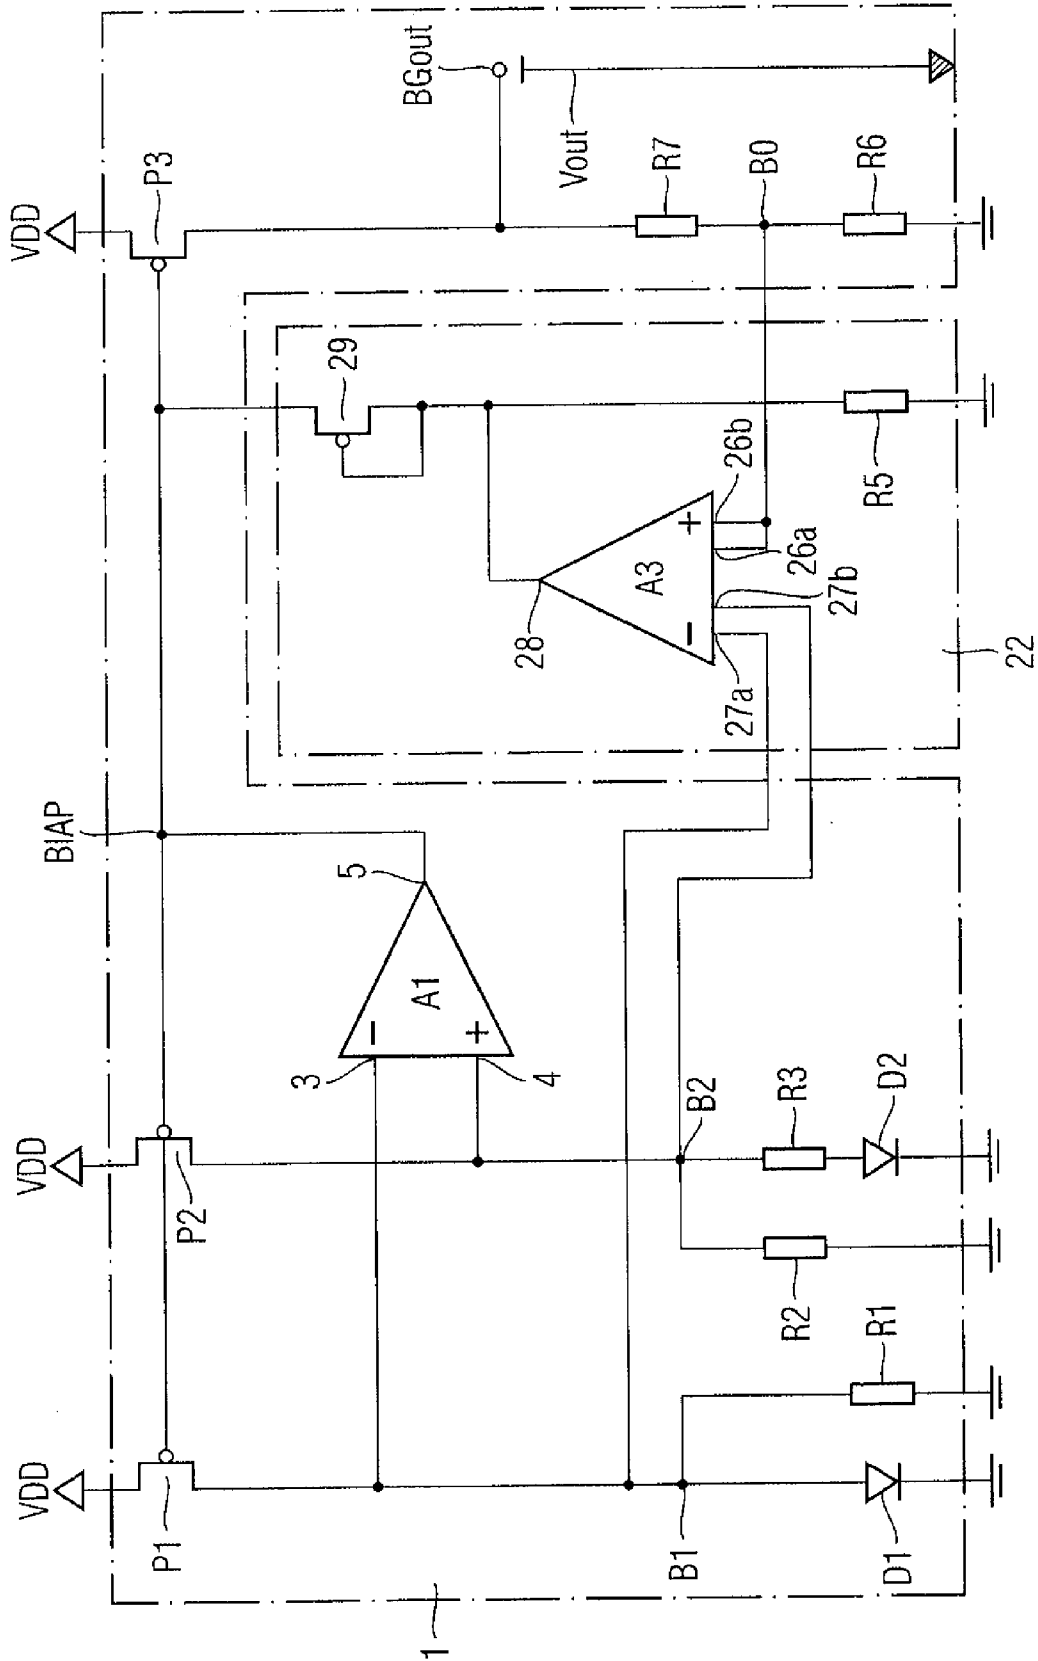 VDD
VDD
VDD
P1
P2
BIAP
P3
3
4
5
A1
−
+
29
28
A3
−
+
27a
27b
26a
26b
BGout
Vout
R7
B0
R6
R5
B1
B2
D1
R1
R2
R3
D2
1
22